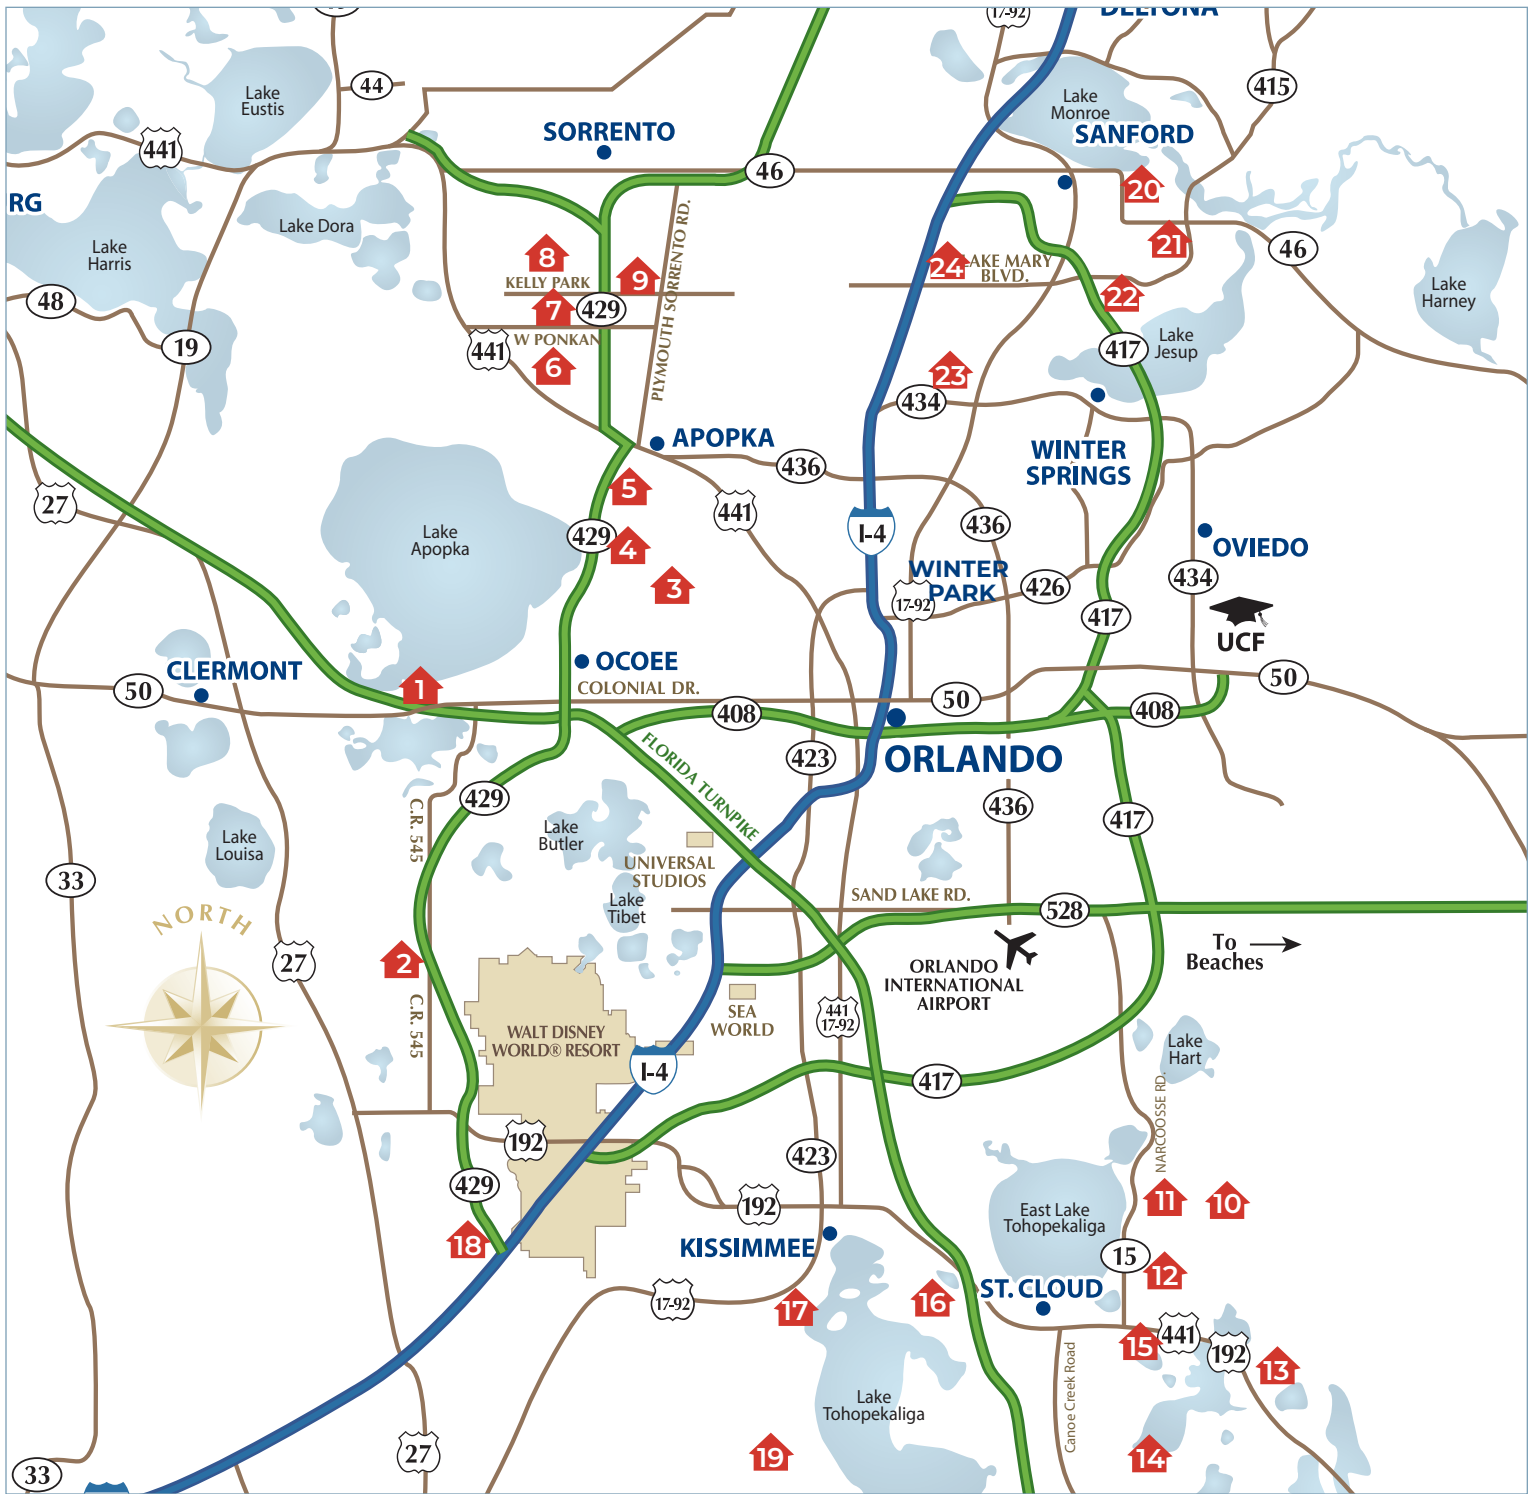 17-92
DELTONA
44
Lake
Eustis
415
Lake
Monroe
SANFORD
SORRENTO
441
46
20
RG
Lake Dora
PLYMOUTH SORRENTO RD.
21
46
Lake
Harris
8
9
KELLY PARK
24
LAKE MARY
BLVD.
22
Lake
Harney
48
7
429
19
441
W PONKAN
6
417
Lake
Jesup
23
434
APOPKA
436
WINTER
SPRINGS
27
5
441
I-4
436
Lake
Apopka
429
4
OVIEDO
3
WINTER
PARK
17-92
426
434
417
UCF
CLERMONT
50
1
OCOEE
COLONIAL DR.
50
50
408
408
ORLANDO
423
FLORIDA TURNPIKE
429
436
417
C.R. 545
Lake
Louisa
Lake
Butler
UNIVERSAL
STUDIOS
33
Lake
Tibet
SAND LAKE RD.
528
NORTH
27
2
To
Beaches
ORLANDO
INTERNATIONAL
AIRPORT
C.R. 545
SEA
WORLD
441
17-92
WALT DISNEY
WORLD® RESORT
I-4
Lake
Hart
417
NARCOOSSE RD.
192
423
429
192
11
10
East Lake
Tohopekaliga
18
KISSIMMEE
15
12
17-92
17
16
ST. CLOUD
15
441
192
13
Lake
Tohopekaliga
Canoe Creek Road
27
19
14
33